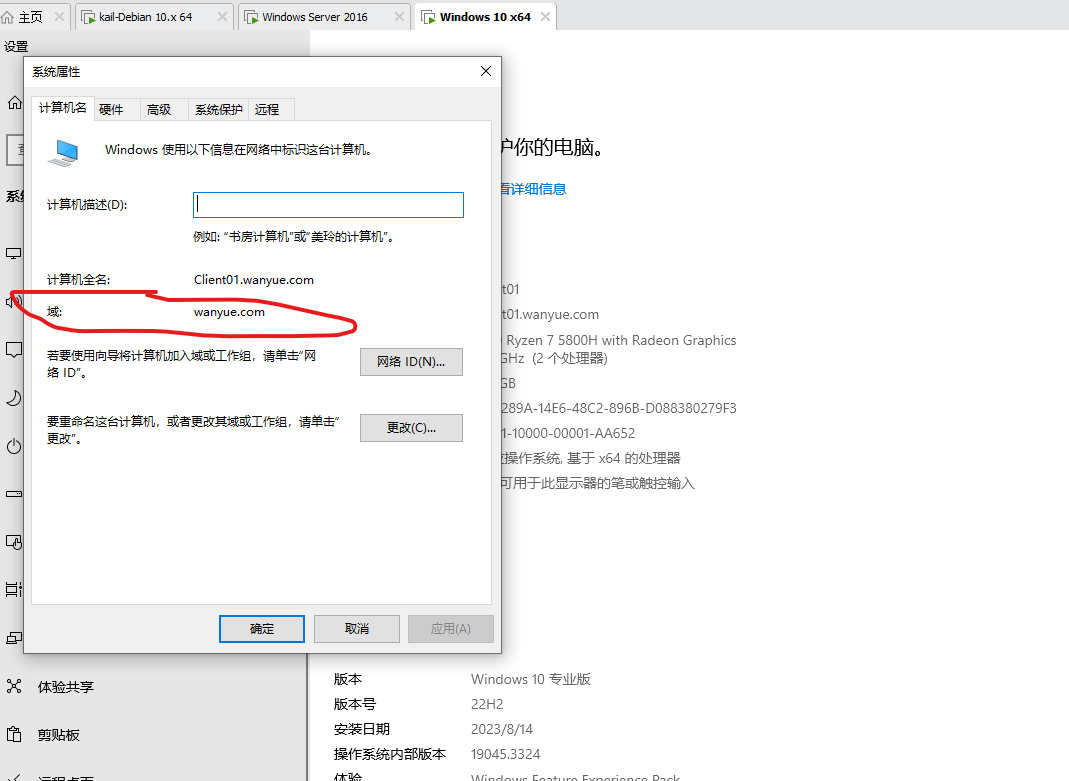 主页
kail-Debian 10.x 64
Windows Server 2016
Windows 10 x64
设置
系统属性
计算机名
硬件
高级
系统保护
远程
Windows 使用以下信息在网络中标识这台计算机。
计算机描述(D):
例如: “书房计算机”或“美玲的计算机”。
计算机全名:
Client01.wanyue.com
域:
wanyue.com
若要使用向导将计算机加入域或工作组，请单击“网
络 ID”。
网络 ID(N)...
要重命名这台计算机，或者更改其域或工作组，请单击“
更改”。
更改(C)...
确定
取消
应用(A)
系
护你的电脑。
看详细信息
t01
t01.wanyue.com
Ryzen 7 5800H with Radeon Graphics
GHz (2 个处理器)
GB
289A-14E6-48C2-896B-D088380279F3
1-10000-00001-AA652
操作系统, 基于 x64 的处理器
可用于此显示器的笔或触控输入
体验共享
剪贴板
远程桌面
版本
Windows 10 专业版
版本号
22H2
安装日期
2023/8/14
操作系统内部版本
19045.3324
体验
Windows Feature Experience Pack